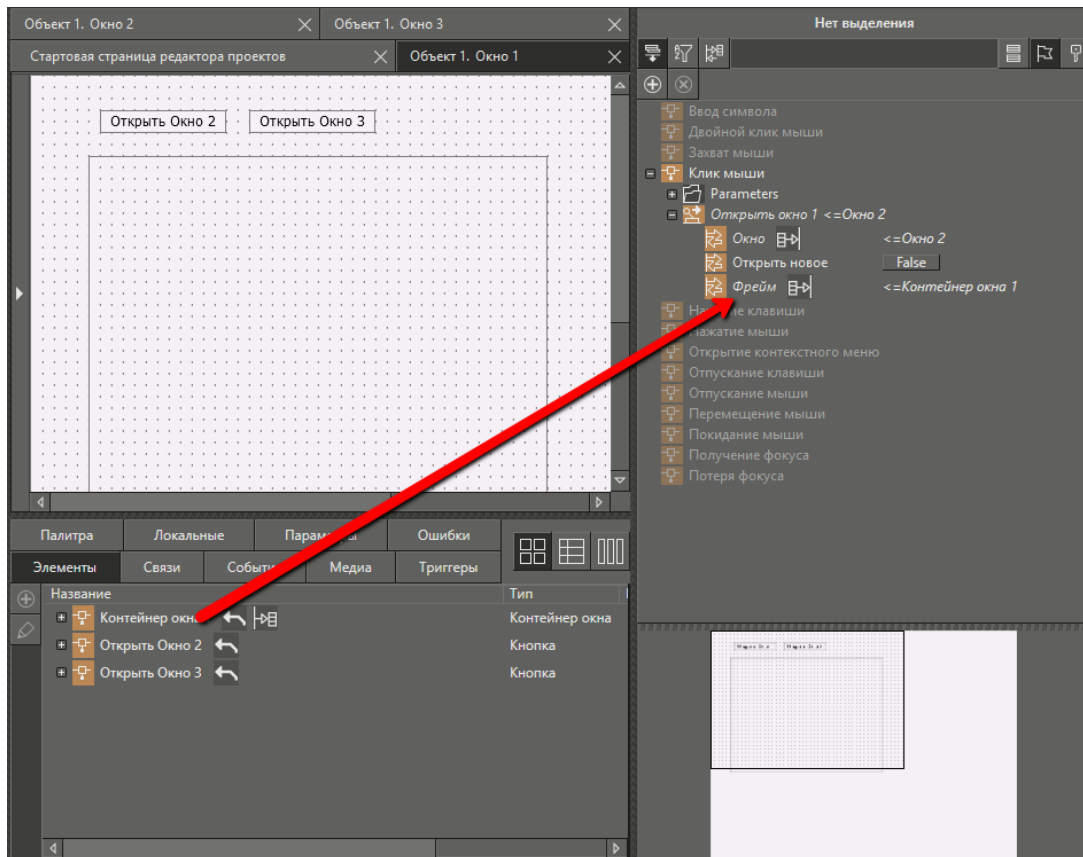 Объект 1. Окно 2
Объект 1. Окно 3
Стартовая страница редактора проектов
Объект 1. Окно 1
Открыть Окно 2
Открыть Окно 3
Палитра
Локальные
Ошибки
Элементы
Связи
Медиа
Триггеры
Название
Тип
Контейнер окна
Контейнер окна
Открыть Окно 2
Кнопка
Открыть Окно 3
Кнопка
Нет выделения
Ввод символа
Двойной клик мыши
Захват мыши
Клик мыши
Parameters
Открыть окно 1 <=Окно 2
Окно <=Окно 2
Открыть новое False
Фрейм <=Контейнер окна 1
клавиши
Нажатие мыши
Открытие контекстного меню
Отпускание клавиши
Отпускание мыши
Перемещение мыши
Покидание мыши
Получение фокуса
Потеря фокуса